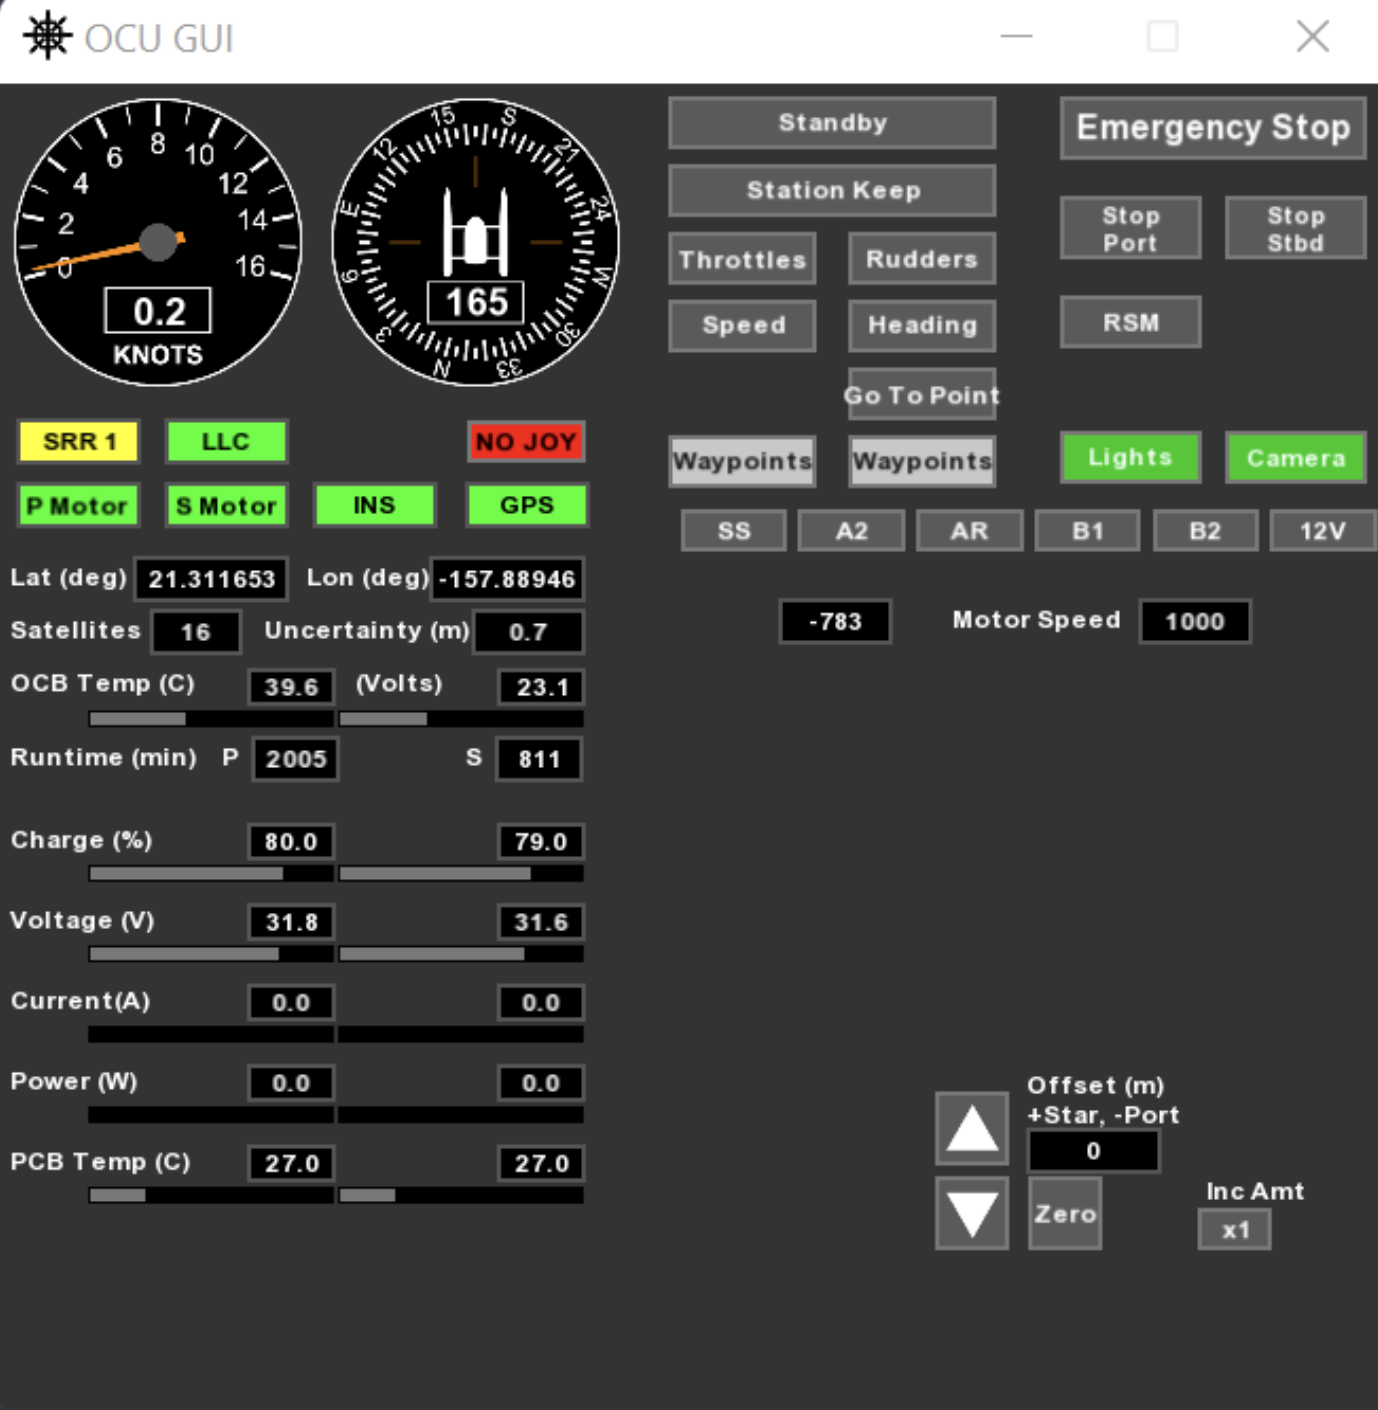 OCU GUI
0 2 4 6 8 10 12 14 16
0.2
KNOTS
N 3 6 E 12 15 S 21 24 W 30 33
165
Standby
Station Keep
Throttles Rudders
Speed Heading
Go To Point
Waypoints Waypoints
Emergency Stop
Stop
Port
Stop
Stbd
RSM
Lights Camera
SS A2 AR B1 B2 12V
-783 Motor Speed 1000
SRR 1 LLC NO JOY
P Motor S Motor INS GPS
Lat (deg) 21.311653 Lon (deg) -157.88946
Satellites 16 Uncertainty (m) 0.7
OCB Temp (C) 39.6 (Volts) 23.1
Runtime (min) P 2005 S 811
Charge (%) 80.0 79.0
Voltage (V) 31.8 31.6
Current(A) 0.0 0.0
Power (W) 0.0 0.0
PCB Temp (C) 27.0 27.0
Offset (m)
+Star, -Port
0
Zero
Inc Amt
x1